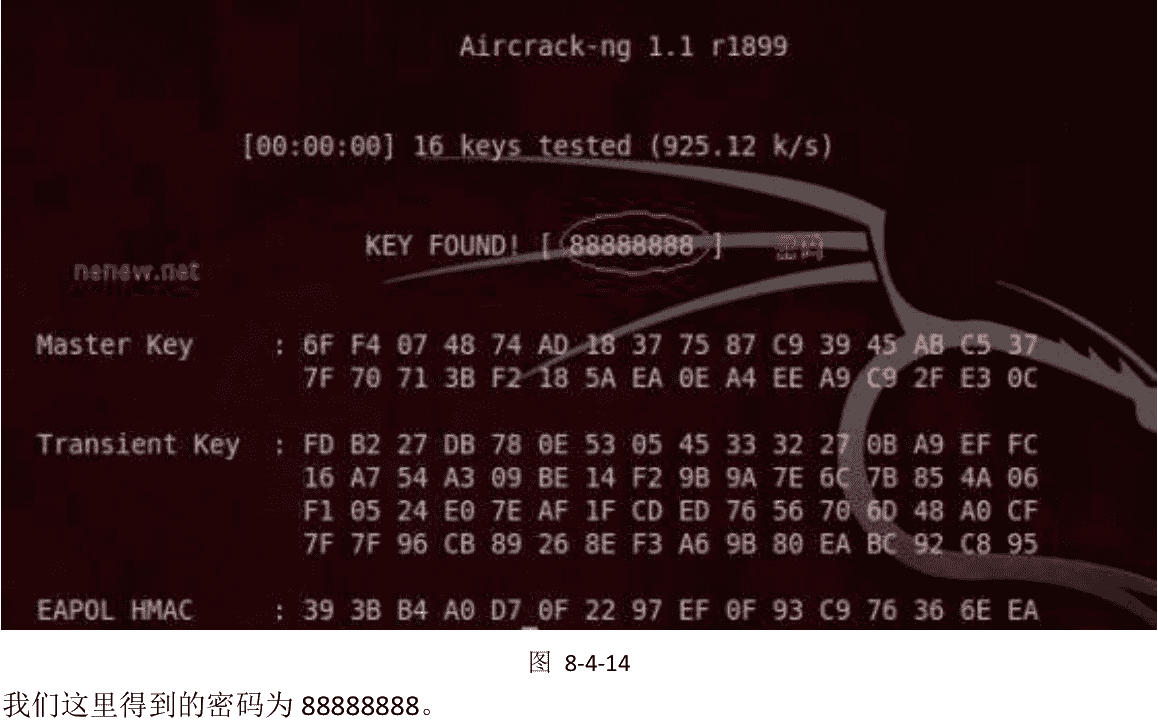 Aircrack-ng 1.1 r1899
[00:00:00] 16 keys tested (925.12 k/s)
KEY FOUND! [ 88888888 ] 密码
nenew.net
Master Key : 6F F4 07 48 74 AD 18 37 75 87 C9 39 45 AB C5 37
7F 70 71 3B F2 18 5A EA 0E A4 EE A9 C9 2F E3 0C
Transient Key : FD B2 27 DB 78 0E 53 05 45 33 32 27 0B A9 EF FC
16 A7 54 A3 09 BE 14 F2 9B 9A 7E 6C 7B 85 4A 06
F1 05 24 E0 7E AF 1F CD ED 76 56 70 6D 48 A0 CF
7F 7F 96 CB 89 26 8E F3 A6 9B 80 EA BC 92 C8 95
EAPOL HMAC : 39 3B B4 A0 D7 0F 22 97 EF 0F 93 C9 76 36 6E EA
图 8-4-14
我们这里得到的密码为 88888888。